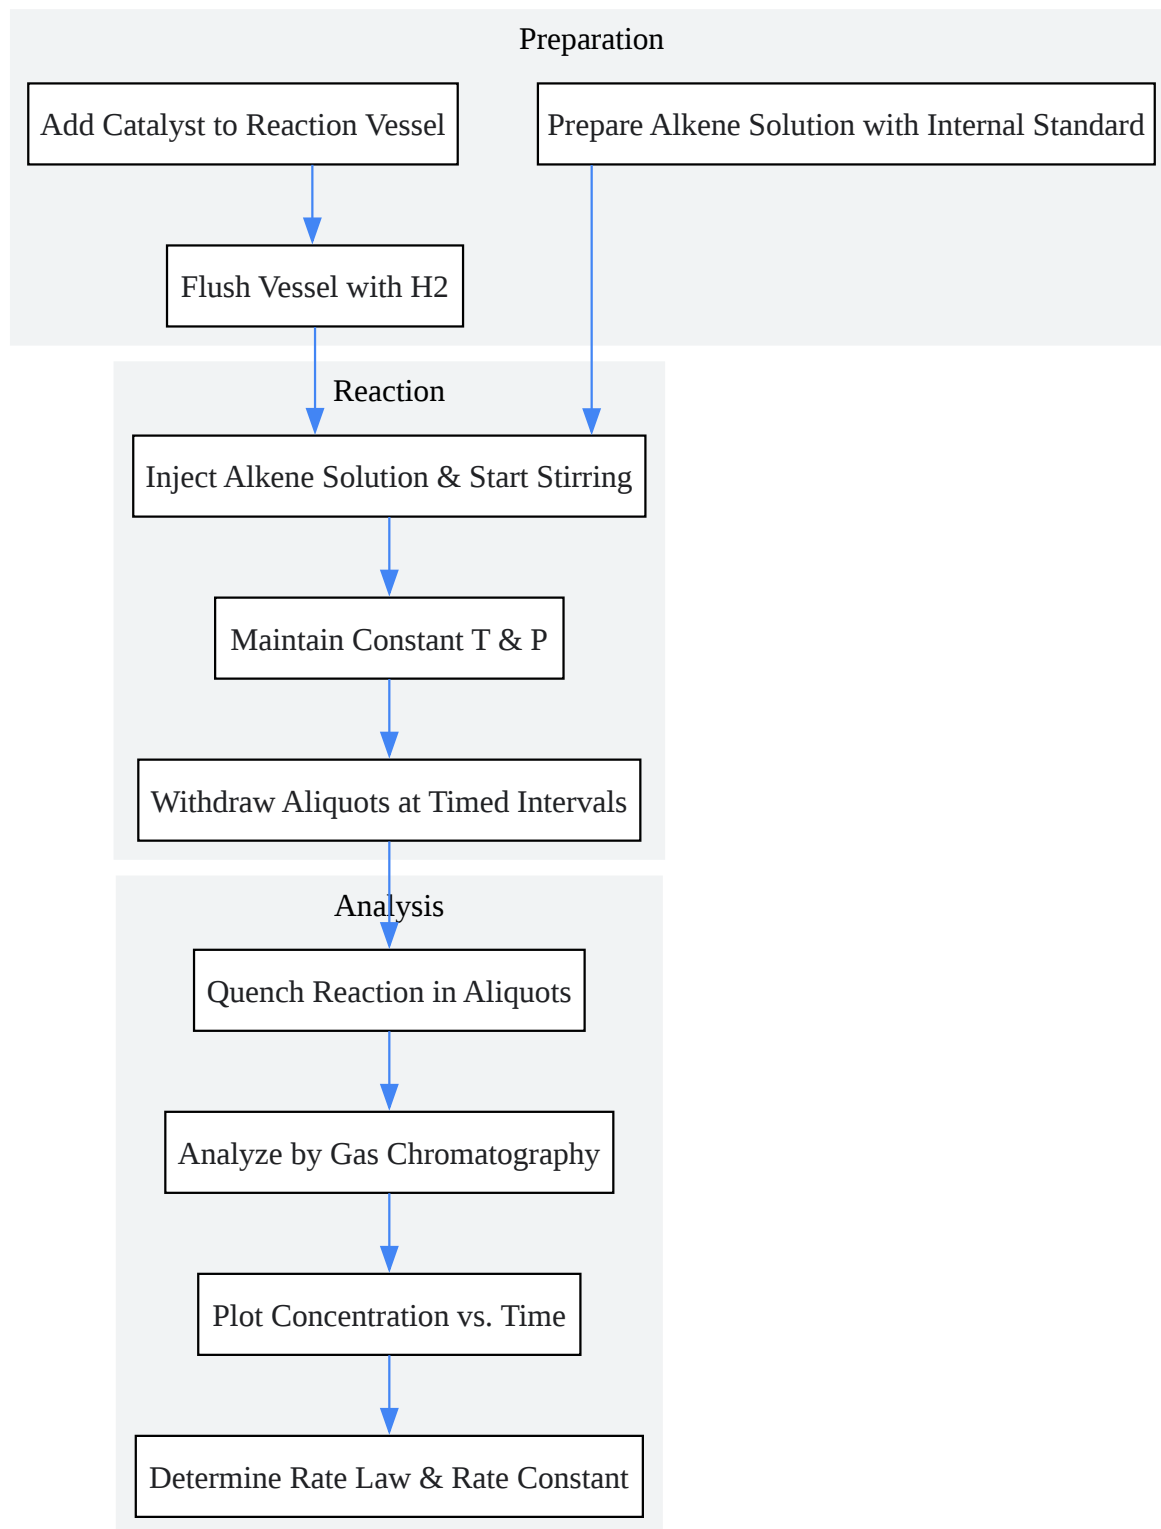 Preparation
Add Catalyst to Reaction Vessel
Prepare Alkene Solution with Internal Standard
Flush Vessel with H2
Reaction
Inject Alkene Solution & Start Stirring
Maintain Constant T & P
Withdraw Aliquots at Timed Intervals
Analysis
Quench Reaction in Aliquots
Analyze by Gas Chromatography
Plot Concentration vs. Time
Determine Rate Law & Rate Constant